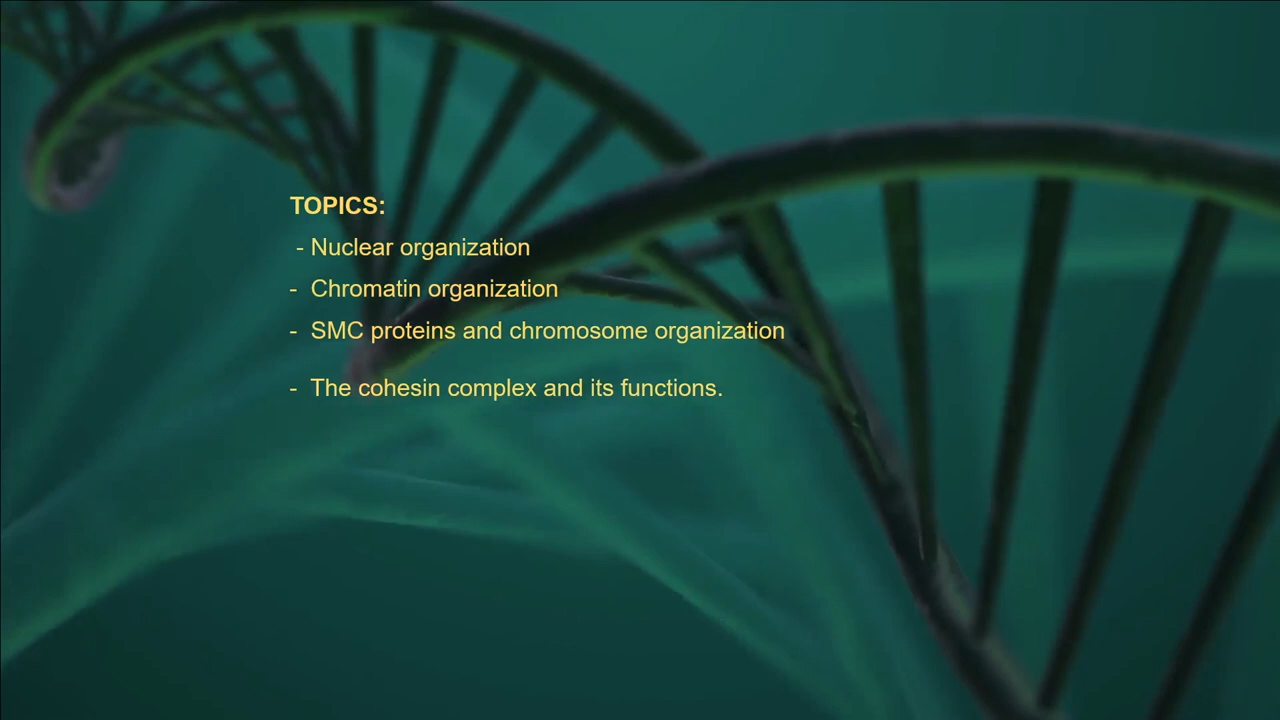 TOPICS:
- Nuclear organization
- Chromatin organization
- SMC proteins and chromosome organization
- The cohesin complex and its functions.